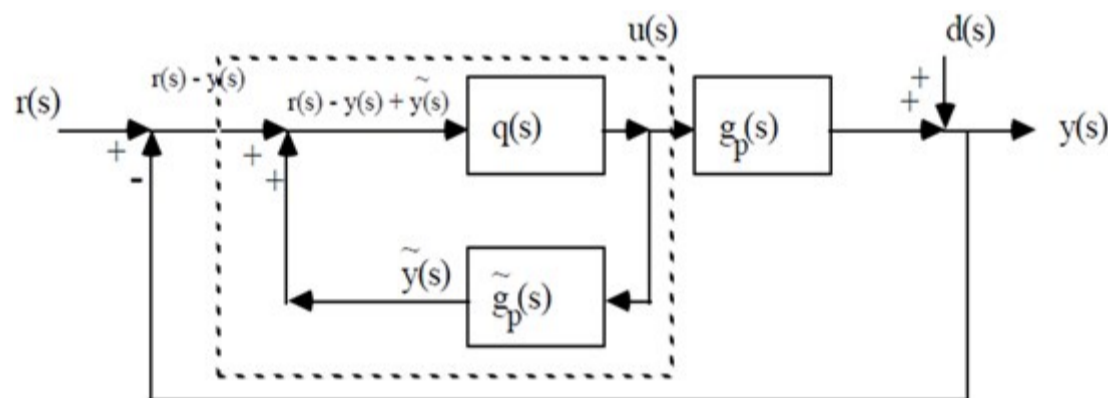 u(s)
d(s)
r(s) - y(s)
r(s)
r(s) - y(s) + ỹ(s)
q(s)
g_p(s)
y(s)
+
-
+
+
+
+
ỹ(s)
g̃_p(s)